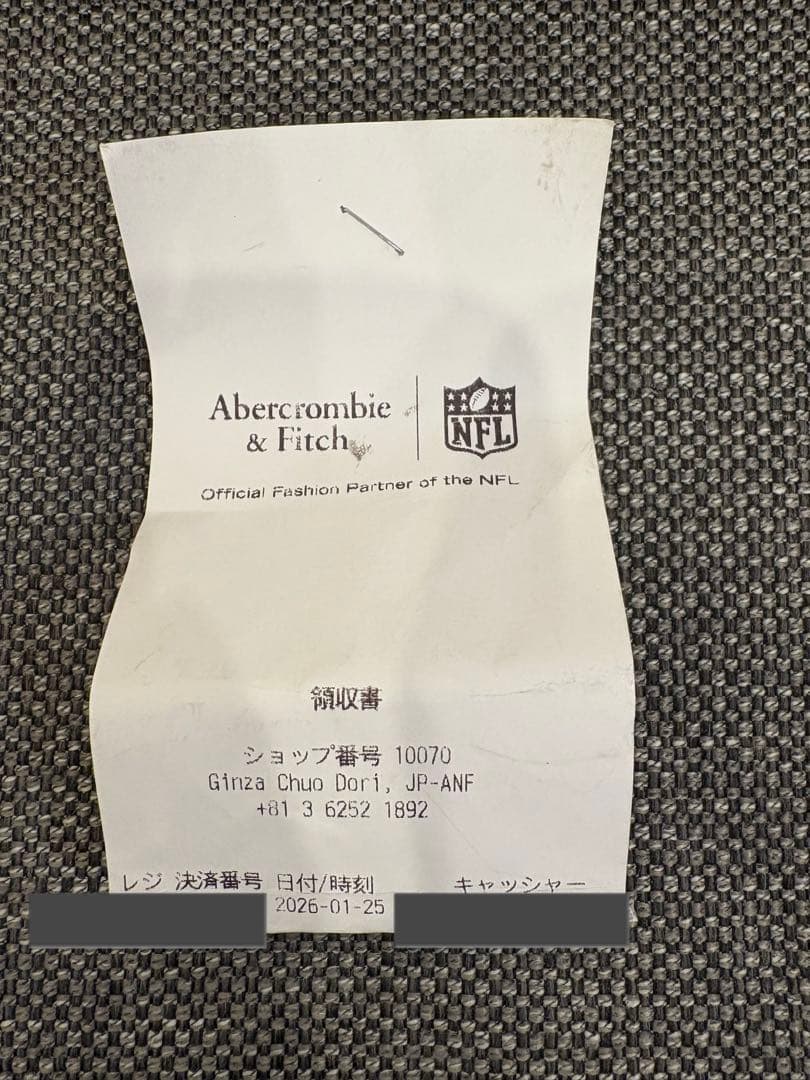 Abercrombie
& Fitch
NFL
Official Fashion Partner of the NFL
領収書
ショップ番号 10070
Ginza Chuo Dori, JP-ANF
+81 3 6252 1892
レジ 決済番号 日付/時刻 キャッシャー
2026-01-25